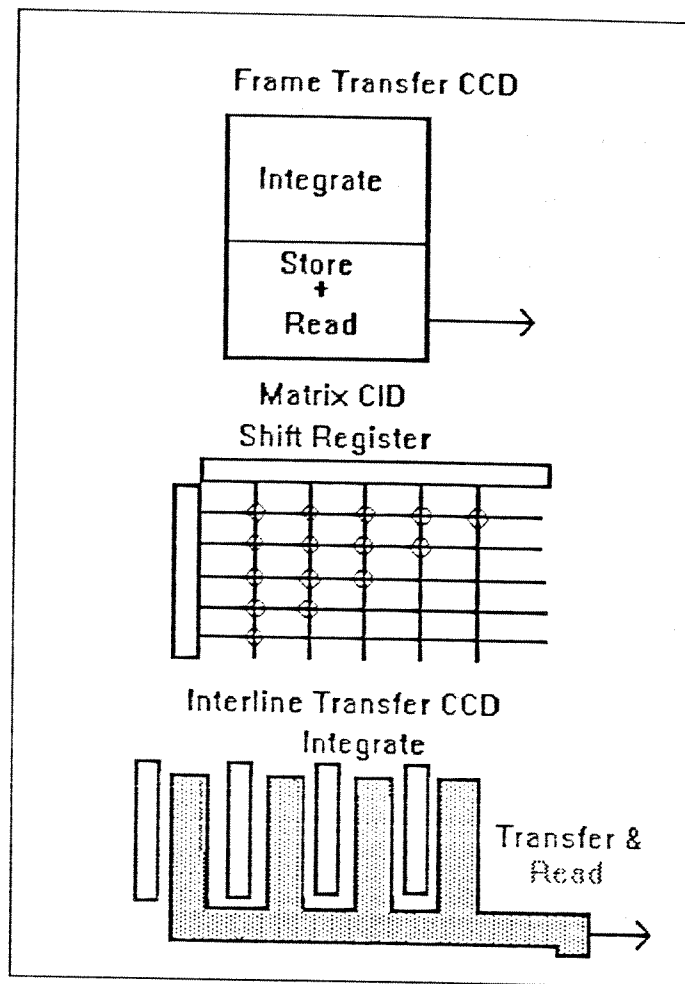 Frame Transfer CCD
Integrate
Store
+
Read
Matrix CID
Shift Register
Interline Transfer CCD
Integrate
Transfer &
Read